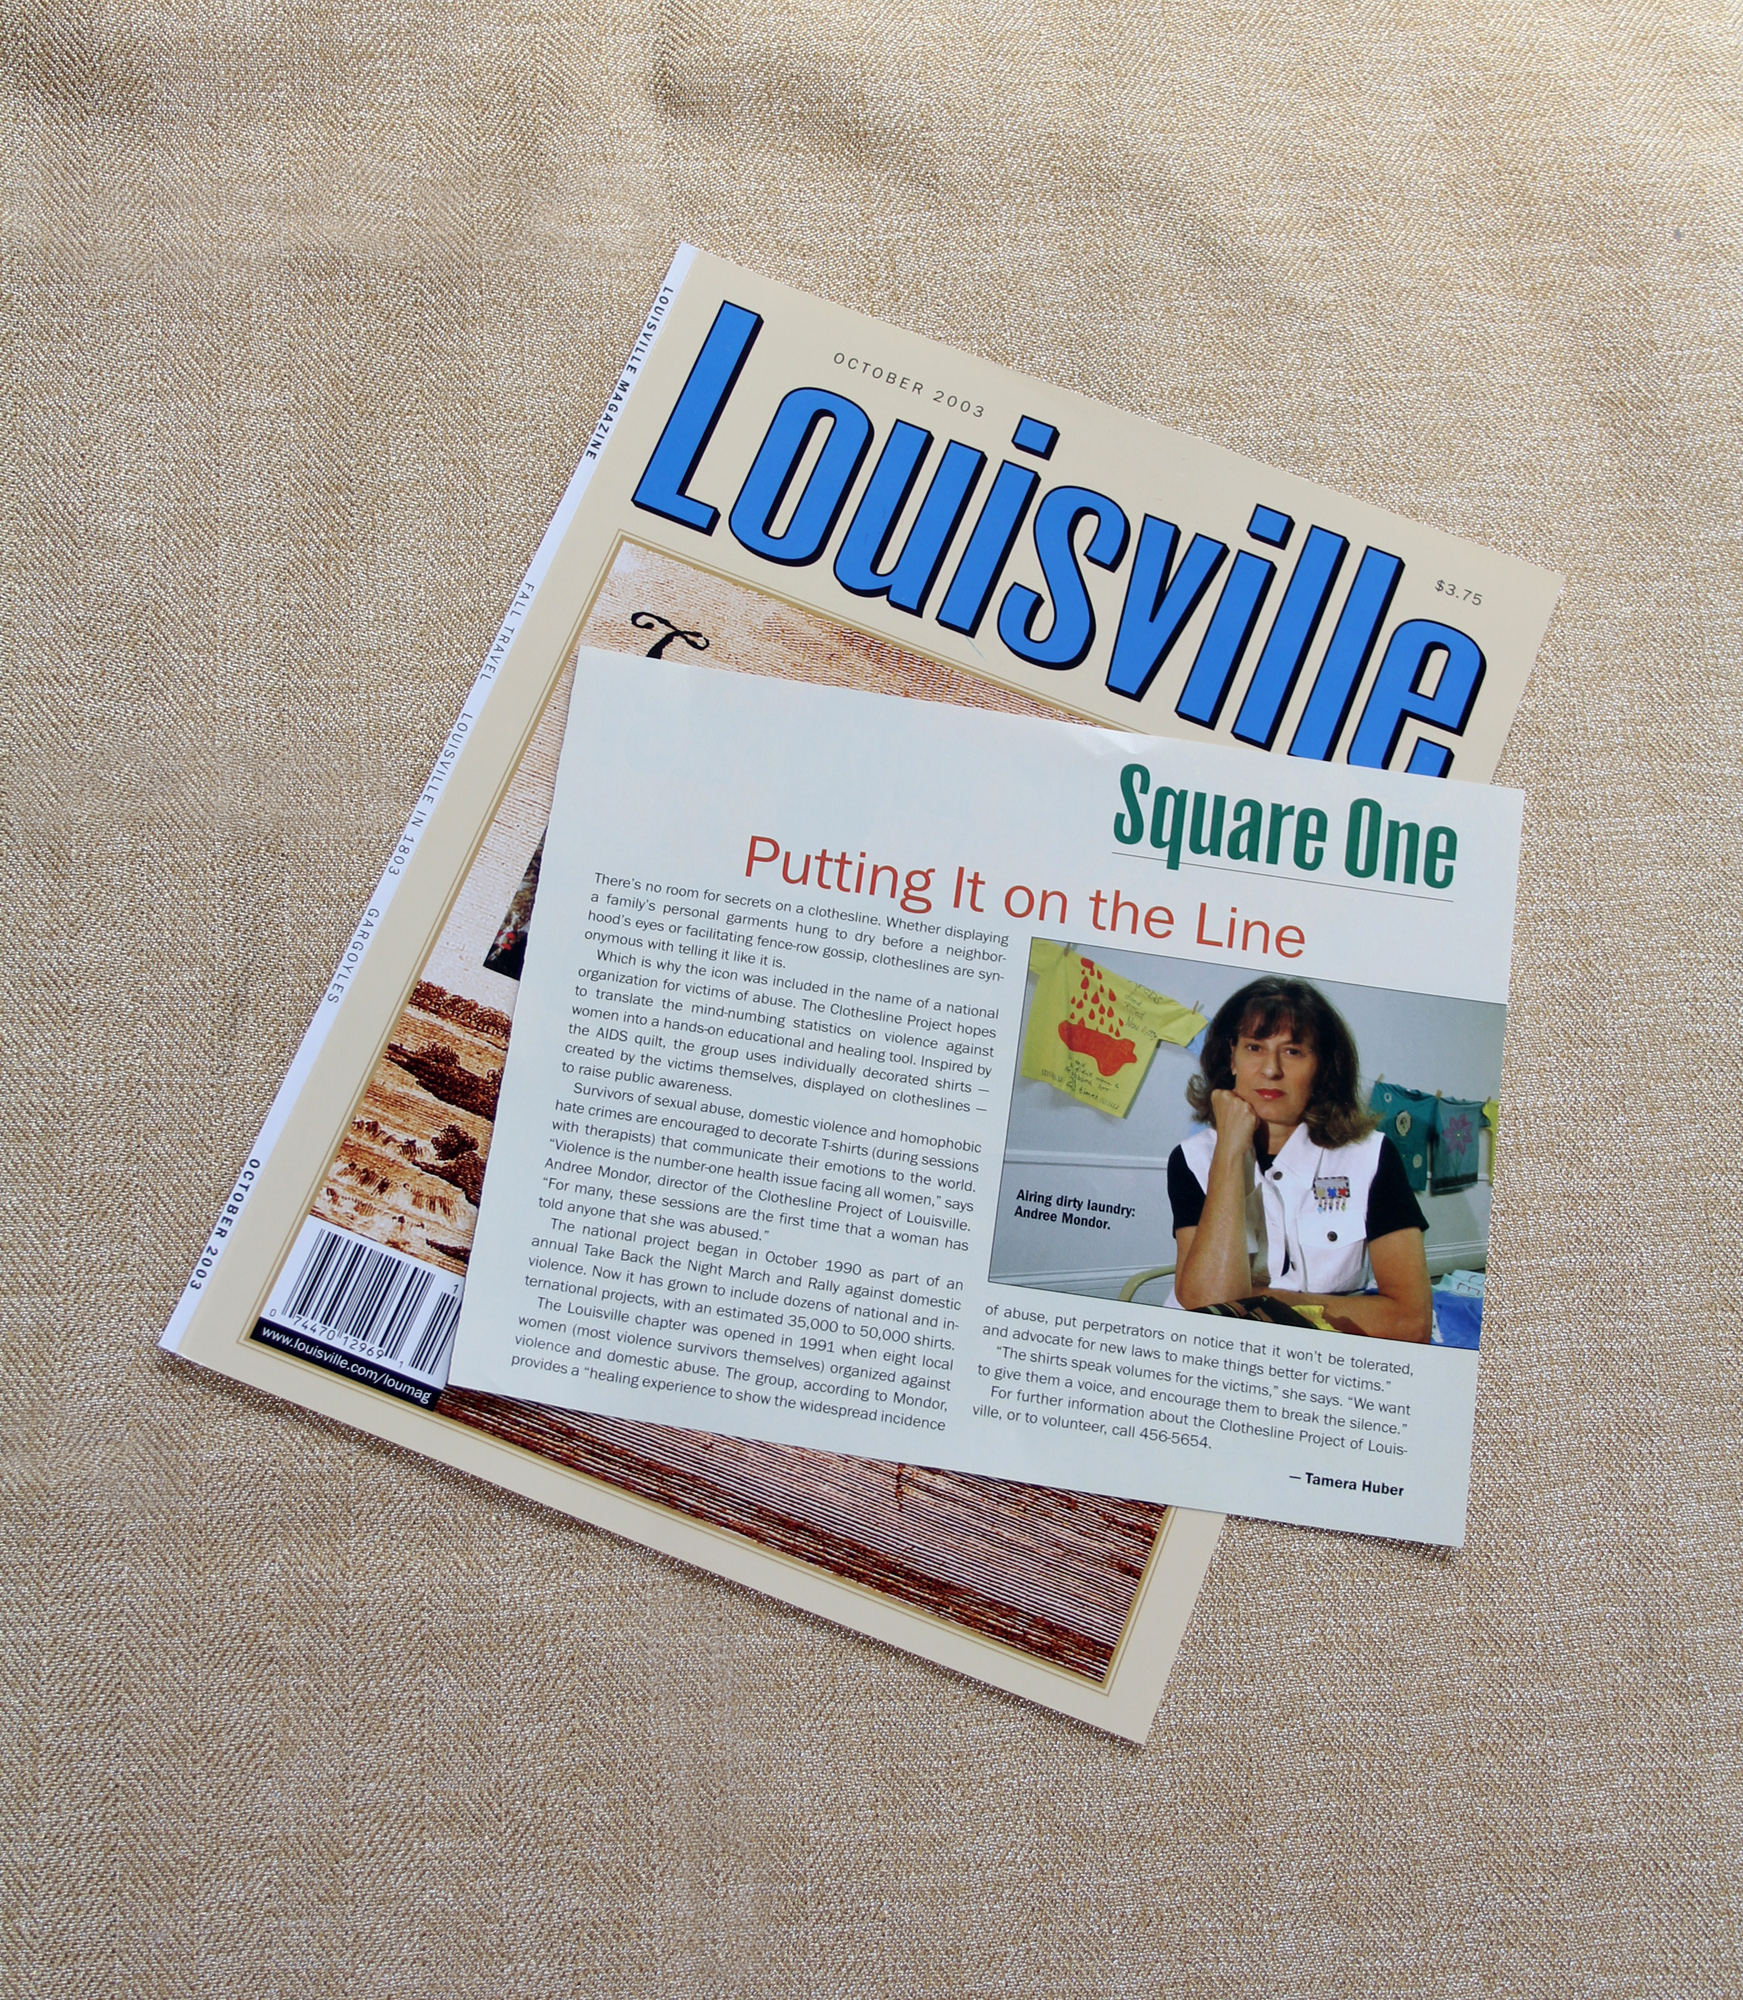 LOUISVILLE MAGAZINE
FALL TRAVEL
LOUISVILLE IN 1803
GARGOYLES
OCTOBER 2003
OCTOBER 2003
Louisville
$3.75
T
0 74470 12969 1
1
www.louisville.com/loumag
Square One
Putting It on the Line
There's no room for secrets on a clothesline. Whether displaying
a family's personal garments hung to dry before a neighbor-
hood's eyes or facilitating fence-row gossip, clotheslines are syn-
onymous with telling it like it is.
Which is why the icon was included in the name of a national
organization for victims of abuse. The Clothesline Project hopes
to translate the mind-numbing statistics on violence against
women into a hands-on educational and healing tool. Inspired by
the AIDS quilt, the group uses individually decorated shirts —
created by the victims themselves, displayed on clotheslines —
to raise public awareness.
Survivors of sexual abuse, domestic violence and homophobic
hate crimes are encouraged to decorate T-shirts (during sessions
with therapists) that communicate their emotions to the world.
“Violence is the number-one health issue facing all women,” says
Andree Mondor, director of the Clothesline Project of Louisville.
“For many, these sessions are the first time that a woman has
told anyone that she was abused.”
The national project began in October 1990 as part of an
annual Take Back the Night March and Rally against domestic
violence. Now it has grown to include dozens of national and in-
ternational projects, with an estimated 35,000 to 50,000 shirts.
The Louisville chapter was opened in 1991 when eight local
women (most violence survivors themselves) organized against
violence and domestic abuse. The group, according to Mondor,
provides a “healing experience to show the widespread incidence
Airing dirty laundry:
Andree Mondor.
of abuse, put perpetrators on notice that it won't be tolerated,
and advocate for new laws to make things better for victims.”
“The shirts speak volumes for the victims,” she says. “We want
to give them a voice, and encourage them to break the silence.”
For further information about the Clothesline Project of Louis-
ville, or to volunteer, call 456-5654.
— Tamera Huber